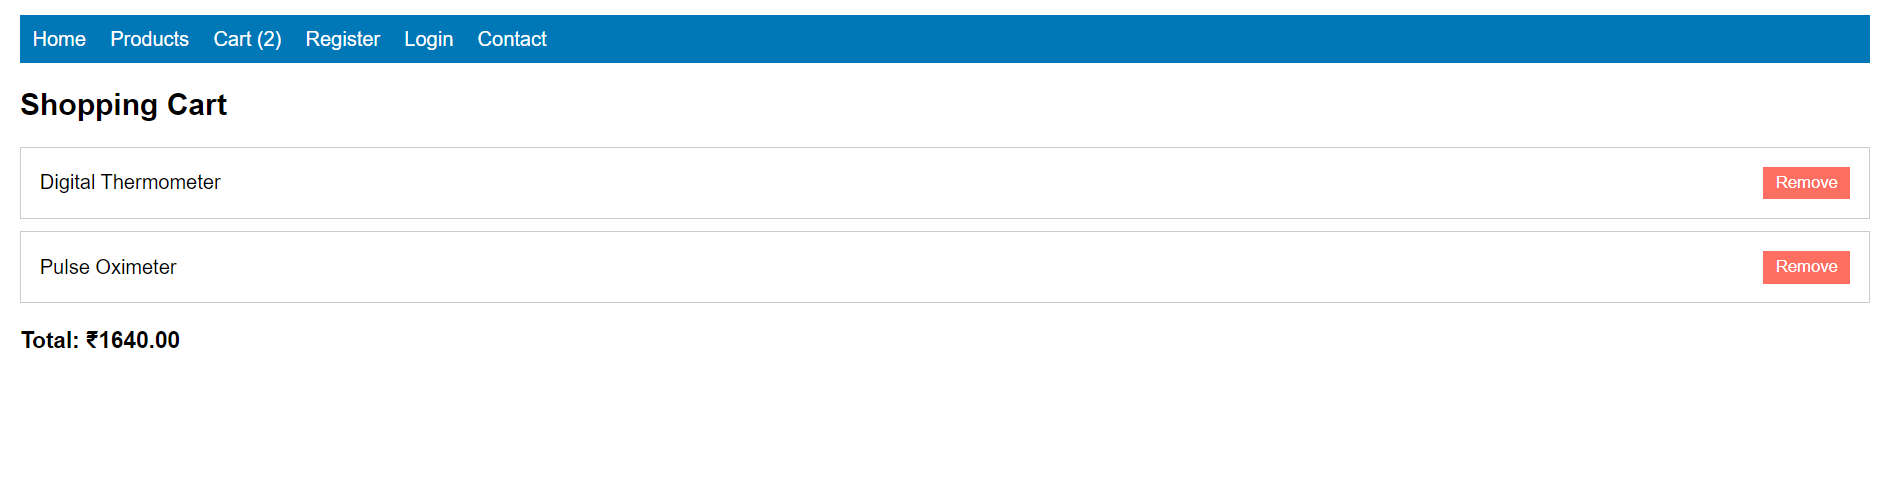 Home Products Cart (2) Register Login Contact
Shopping Cart
Digital Thermometer Remove
Pulse Oximeter Remove
Total: ₹1640.00